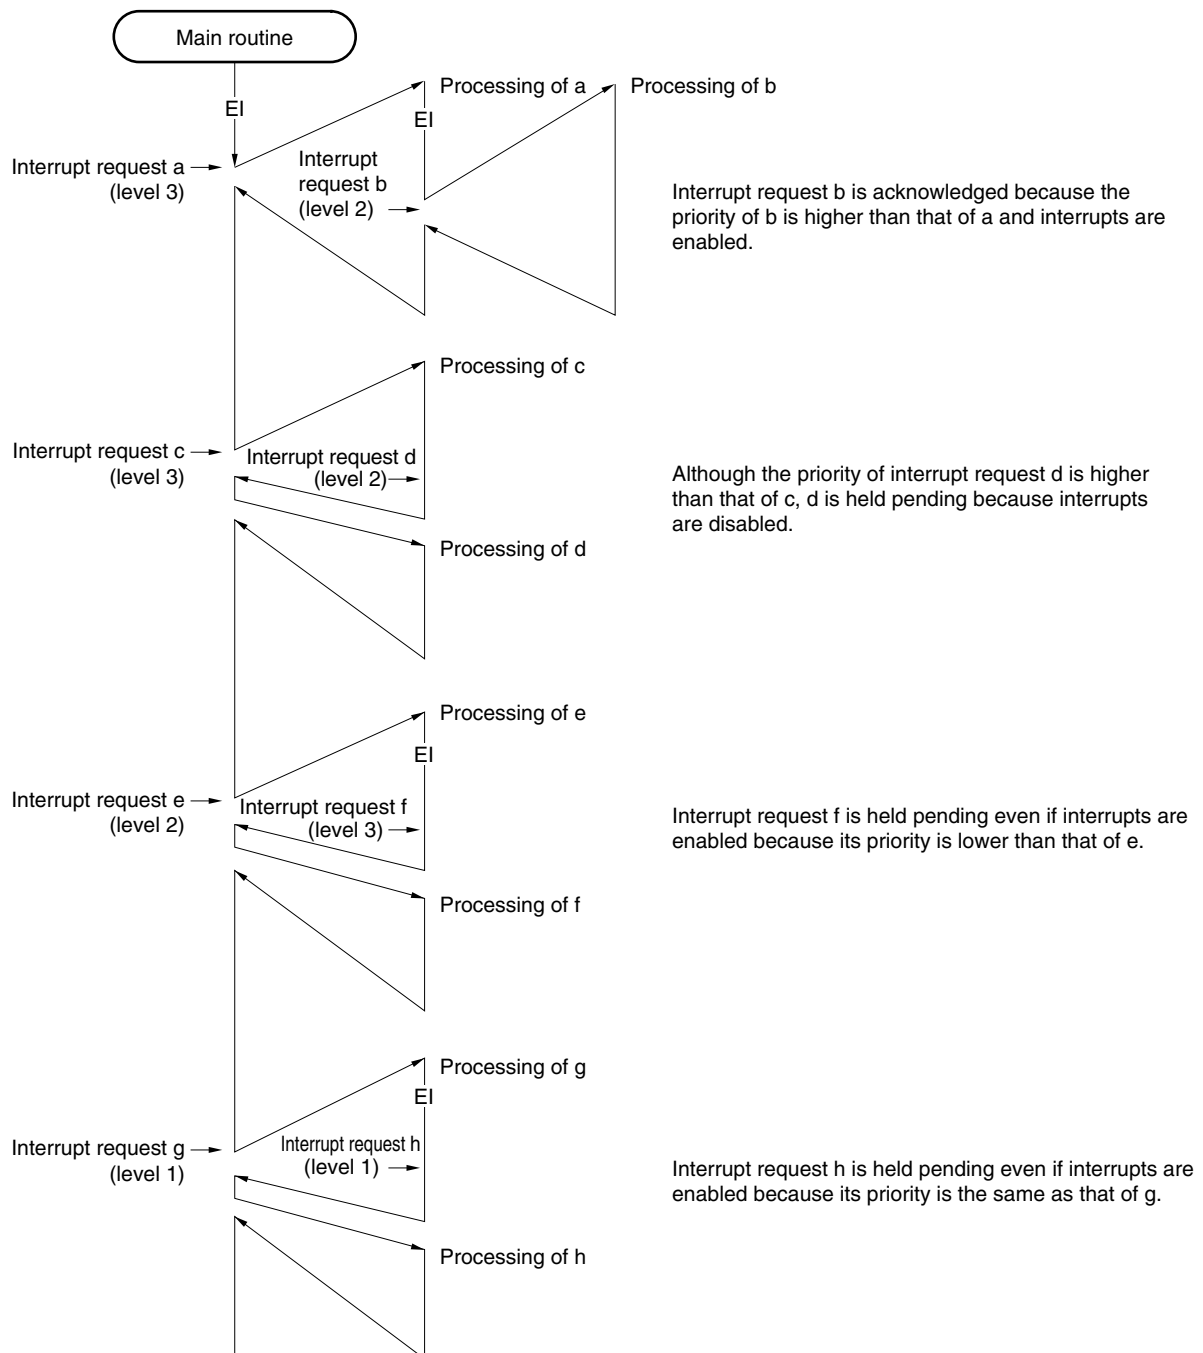 Main routine
EI
Processing of a
EI
Processing of b
Interrupt request a
(level 3)
Interrupt
request b
(level 2)
Interrupt request b is acknowledged because the
priority of b is higher than that of a and interrupts are
enabled.
Processing of c
Interrupt request c
(level 3)
Interrupt request d
(level 2)
Although the priority of interrupt request d is higher
than that of c, d is held pending because interrupts
are disabled.
Processing of d
Processing of e
EI
Interrupt request e
(level 2)
Interrupt request f
(level 3)
Interrupt request f is held pending even if interrupts are
enabled because its priority is lower than that of e.
Processing of f
Processing of g
EI
Interrupt request g
(level 1)
Interrupt request h
(level 1)
Interrupt request h is held pending even if interrupts are
enabled because its priority is the same as that of g.
Processing of h